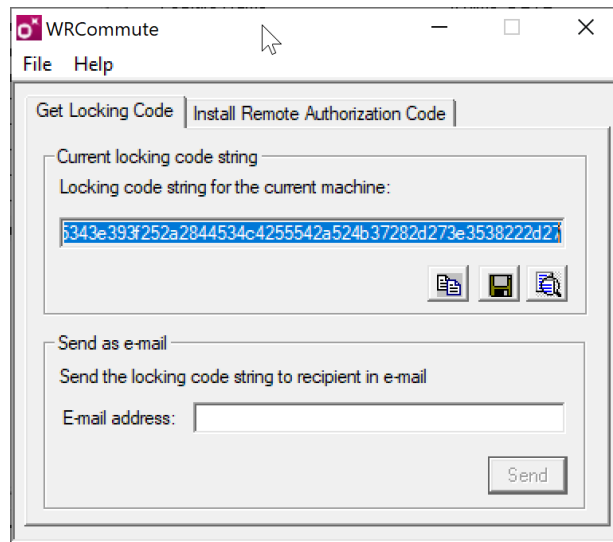 WRCommute
File Help
Get Locking Code Install Remote Authorization Code
Current locking code string
Locking code string for the current machine:
5343e393f252a2844534c4255542a524b37282d273e3538222d27
Send as e-mail
Send the locking code string to recipient in e-mail
E-mail address:
Send